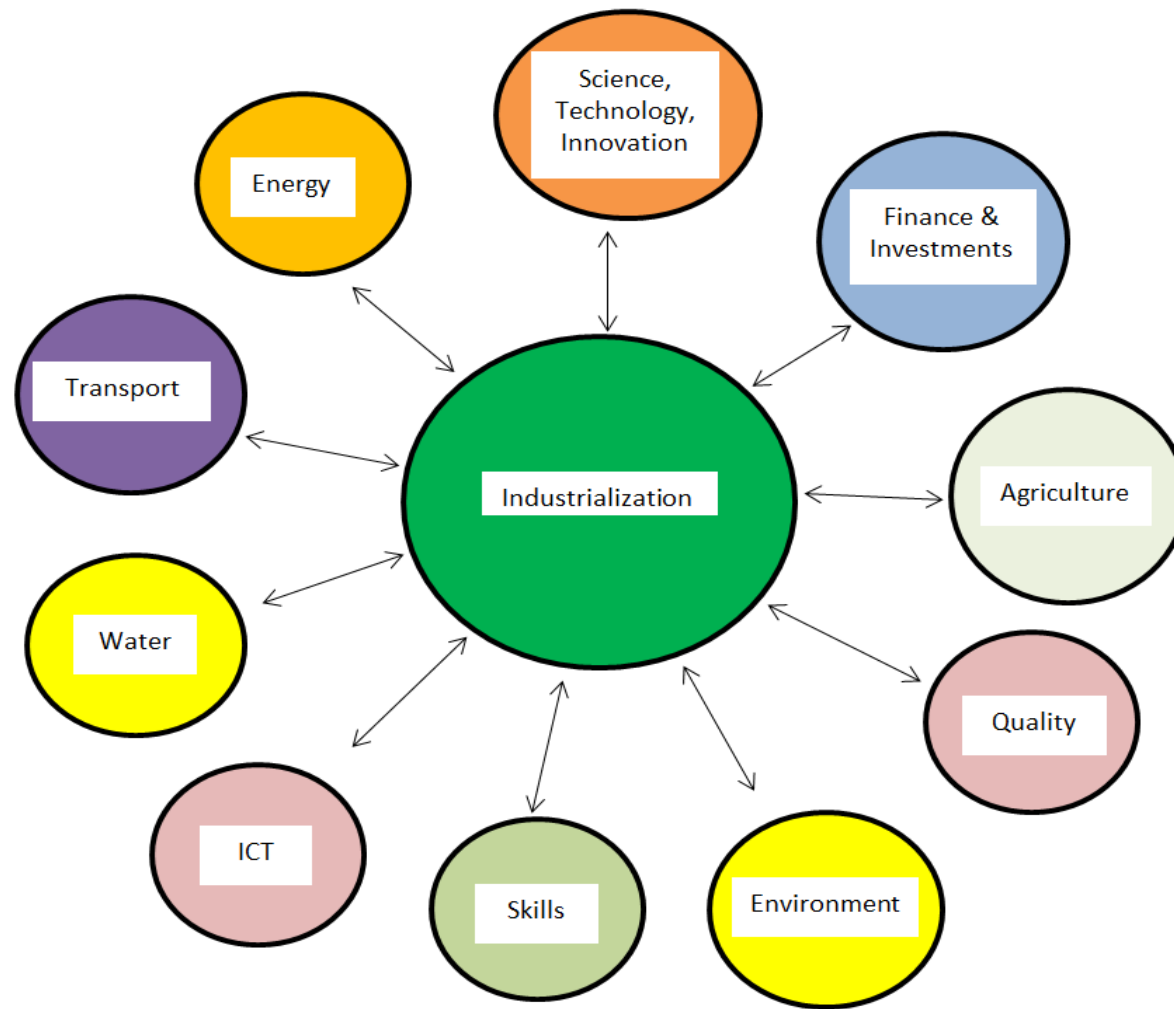 Science,
Technology,
Innovation
Energy
Finance &
Investments
Transport
Industrialization
Agriculture
Water
Quality
ICT
Skills
Environment